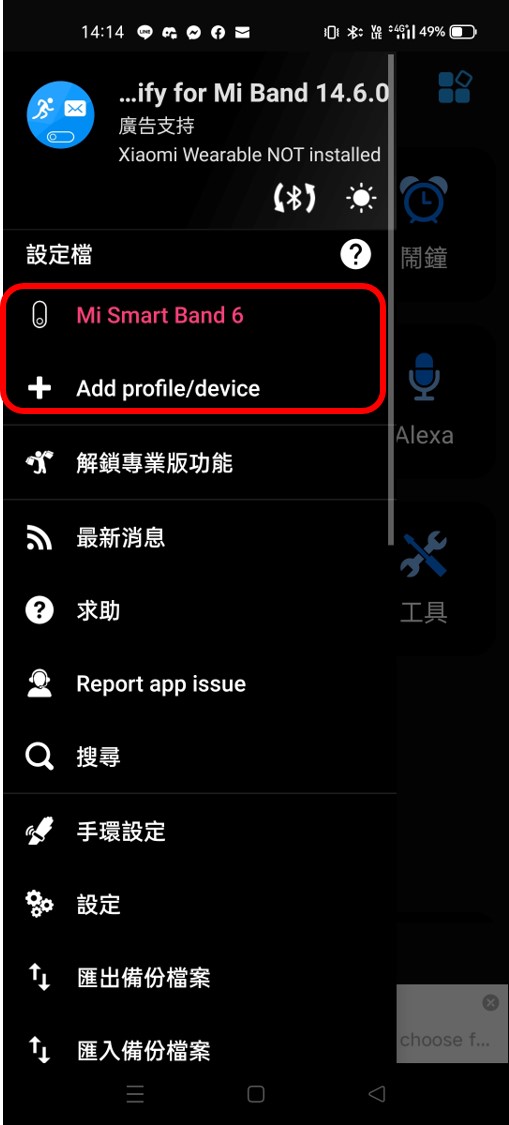 14:14
Vo LTE 4G+ 49%
...ify for Mi Band 14.6.0
廣告支持
Xiaomi Wearable NOT installed
設定檔
鬧鐘
Mi Smart Band 6
Add profile/device
Alexa
解鎖專業版功能
最新消息
求助
工具
Report app issue
搜尋
手環設定
設定
匯出備份檔案
choose f...
匯入備份檔案